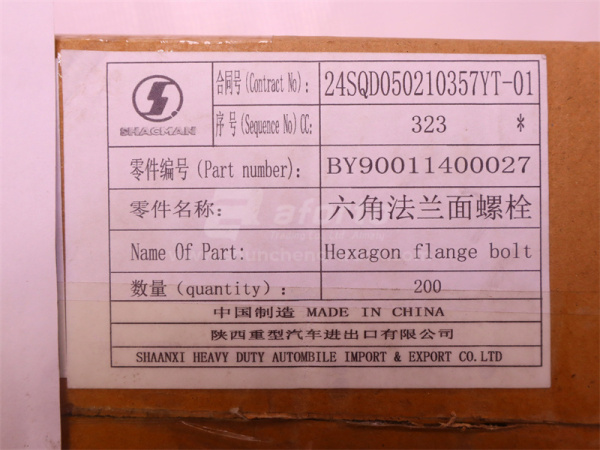 SHACMAN
合同号(Contract No): 24SQD050210357YT-01
序号(Sequence No)CC: 323 *
零件编号(Part number): BY90011400027
零件名称: 六角法兰面螺栓
Name Of Part: Hexagon flange bolt
数量(quantity): 200
中国制造 MADE IN CHINA
陕西重型汽车进出口有限公司
SHAANXI HEAVY DUTY AUTOMBILE IMPORT & EXPORT CO.LTD